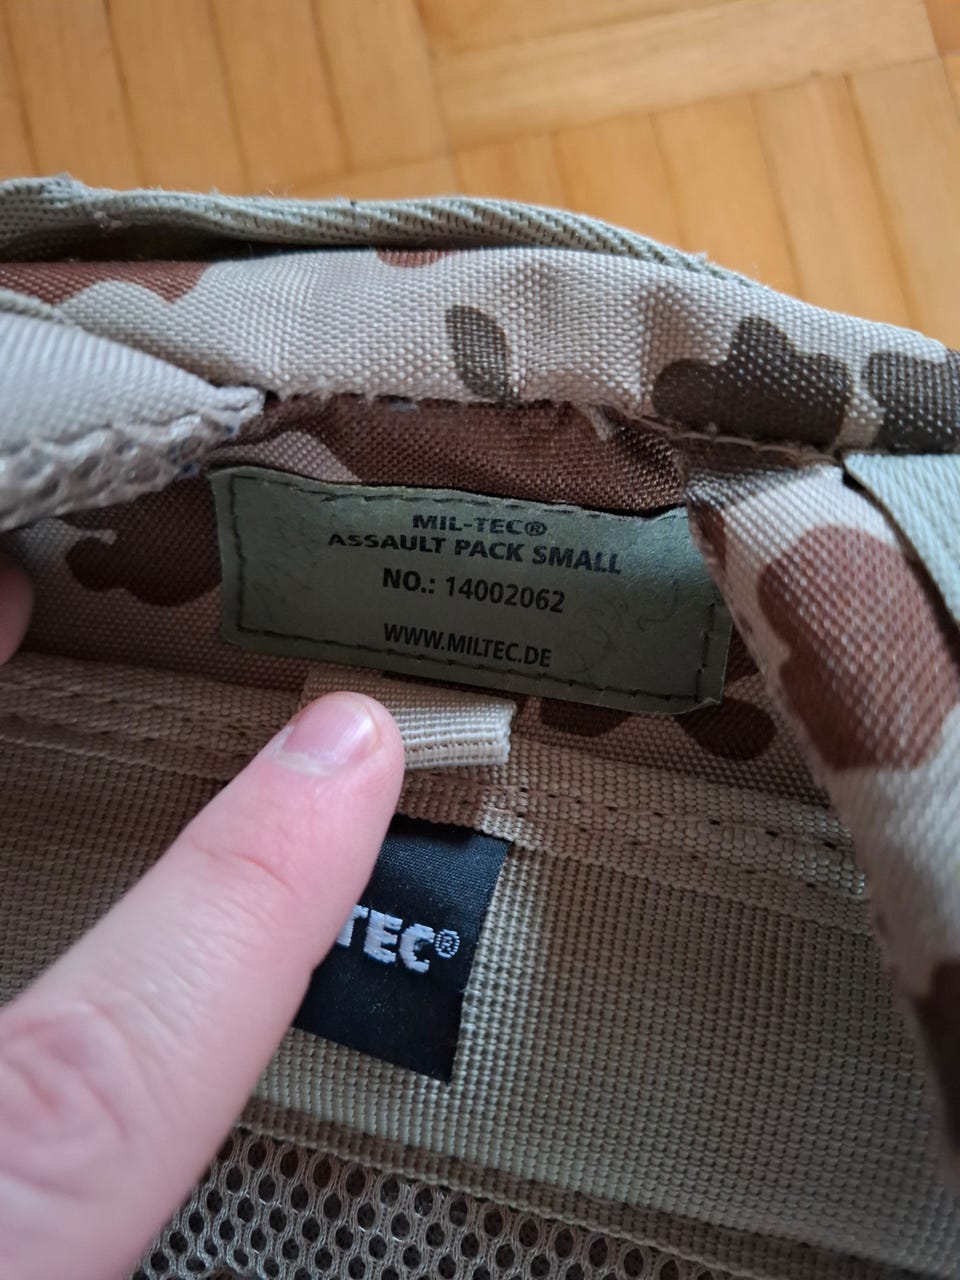 MIL-TEC®
ASSAULT PACK SMALL
NO.: 14002062
WWW.MILTEC.DE
TEC®